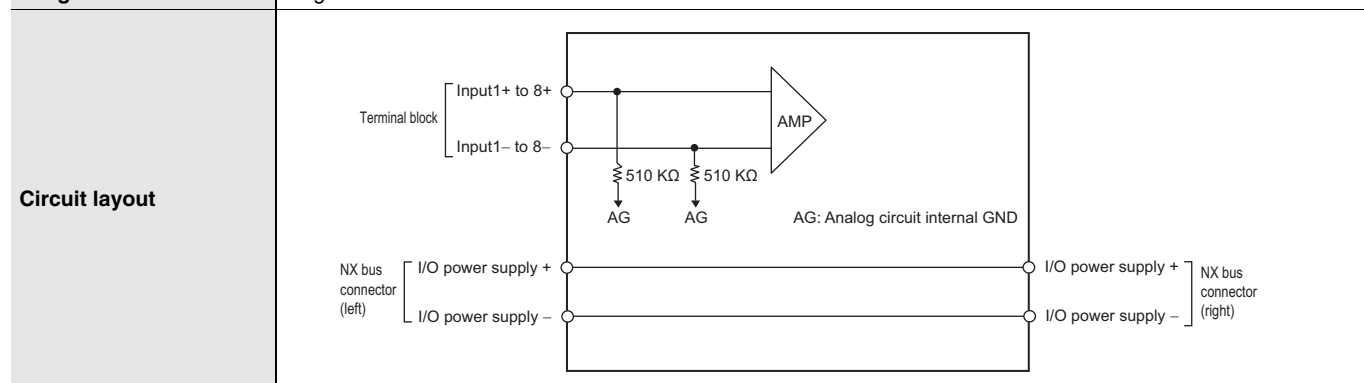 Circuit layout
Terminal block
Input1+ to 8+
Input1– to 8–
AMP
510 KΩ
510 KΩ
AG
AG
AG: Analog circuit internal GND
NX bus
connector
(left)
I/O power supply +
I/O power supply –
I/O power supply +
I/O power supply –
NX bus
connector
(right)